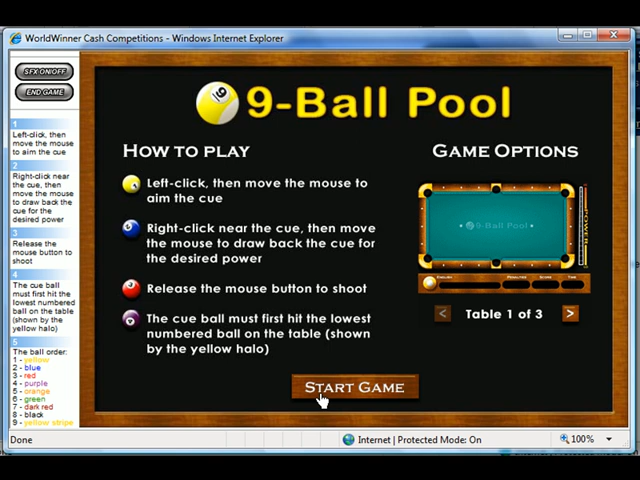 WorldWinner Cash Competitions - Windows Internet Explorer
SFX ON/OFF
END GAME
1
Left-click, then
move the mouse
to aim the cue
2
Right-click near
the cue, then
move the mouse
to draw back the
cue for the
desired power
3
Release the
mouse button to
shoot
4
The cue ball must
first hit the lowest
numbered ball on
the table (shown
by the yellow halo)
5
The ball order:
1 - yellow
2 - blue
3 - red
4 - purple
5 - orange
6 - green
7 - dark red
8 - black
9 - yellow stripe
9
9-Ball Pool
How to play
Left-click, then move the mouse to
aim the cue
Right-click near the cue, then move
the mouse to draw back the cue for
the desired power
Release the mouse button to shoot
The cue ball must first hit the lowest
numbered ball on the table (shown
by the yellow halo)
Game Options
9-Ball Pool
POWER
English
Penalties
Score
Time
< Table 1 of 3 >
Start Game
Done
Internet | Protected Mode: On
100%